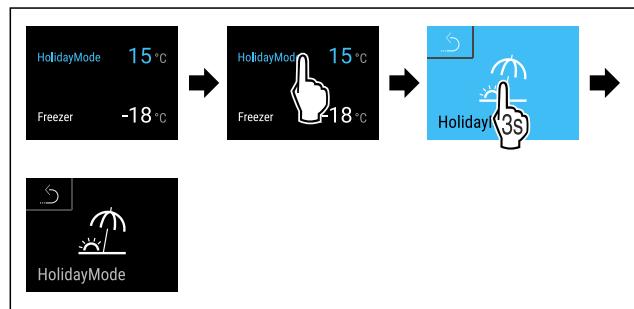 HolidayMode 15 °C
Freezer -18 °C
HolidayMod 15 °C
Freezer 18 °C
Holiday
3s
HolidayMode